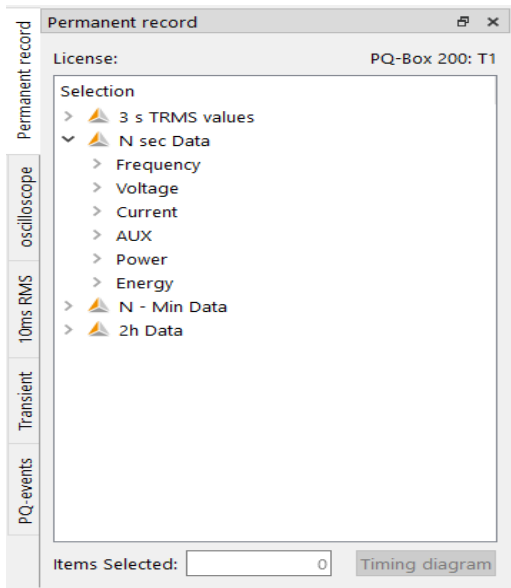 Permanent record
License: PQ-Box 200: T1
Selection
3 s TRMS values
N sec Data
Frequency
Voltage
Current
AUX
Power
Energy
N - Min Data
2h Data
Items Selected: 0 Timing diagram
Permanent record
oscilloscope
10ms RMS
Transient
PQ-events